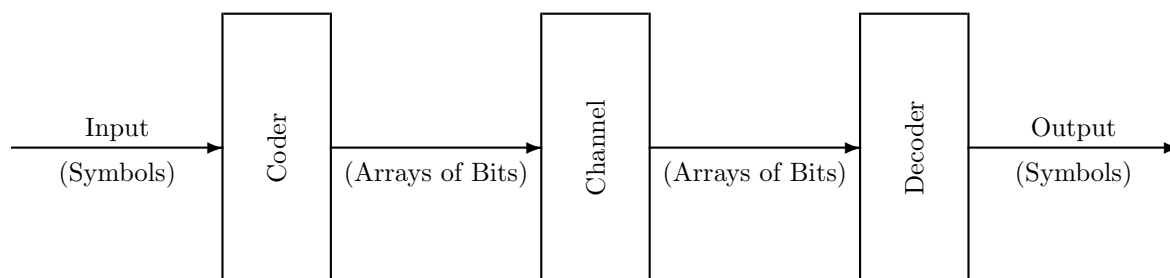 Input
(Symbols)
Coder
(Arrays of Bits)
Channel
(Arrays of Bits)
Decoder
Output
(Symbols)